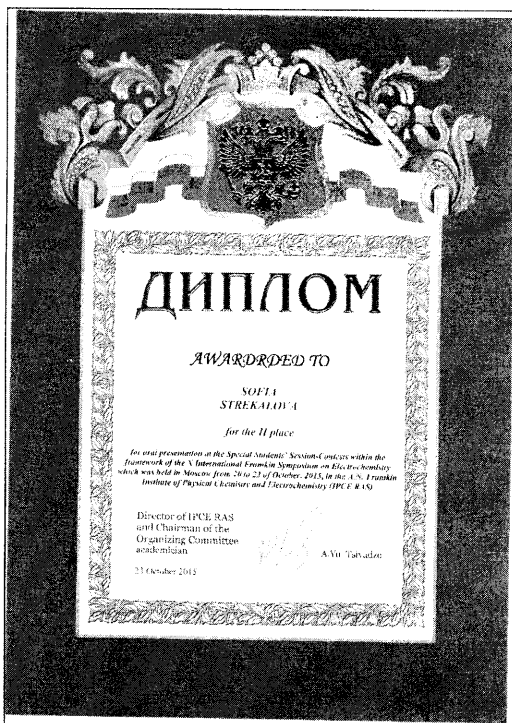 ДИПЛОМ
AWARDRDED TO
SOFIA
STREKALOVA
for the II place
for oral presentation at the Special Students' Session-Contests within the
framework of the X International Frumkin Symposium on Electrochemistry
which was held in Moscow from 20 to 23 of October, 2015, in the A.N. Frumkin
Institute of Physical Chemistry and Electrochemistry (IPCE RAS)
Director of IPCE RAS
and Chairman of the
Organizing Committee
academician
A.Yu. Tsivadze
23 October 2015